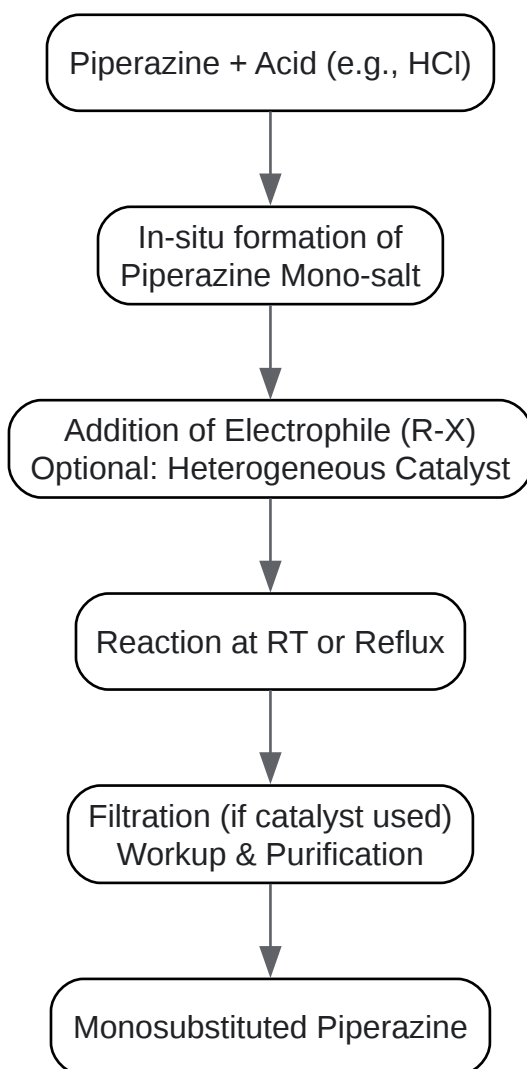 Piperazine + Acid (e.g., HCl)
In-situ formation of
Piperazine Mono-salt
Addition of Electrophile (R-X)
Optional: Heterogeneous Catalyst
Reaction at RT or Reflux
Filtration (if catalyst used)
Workup & Purification
Monosubstituted Piperazine